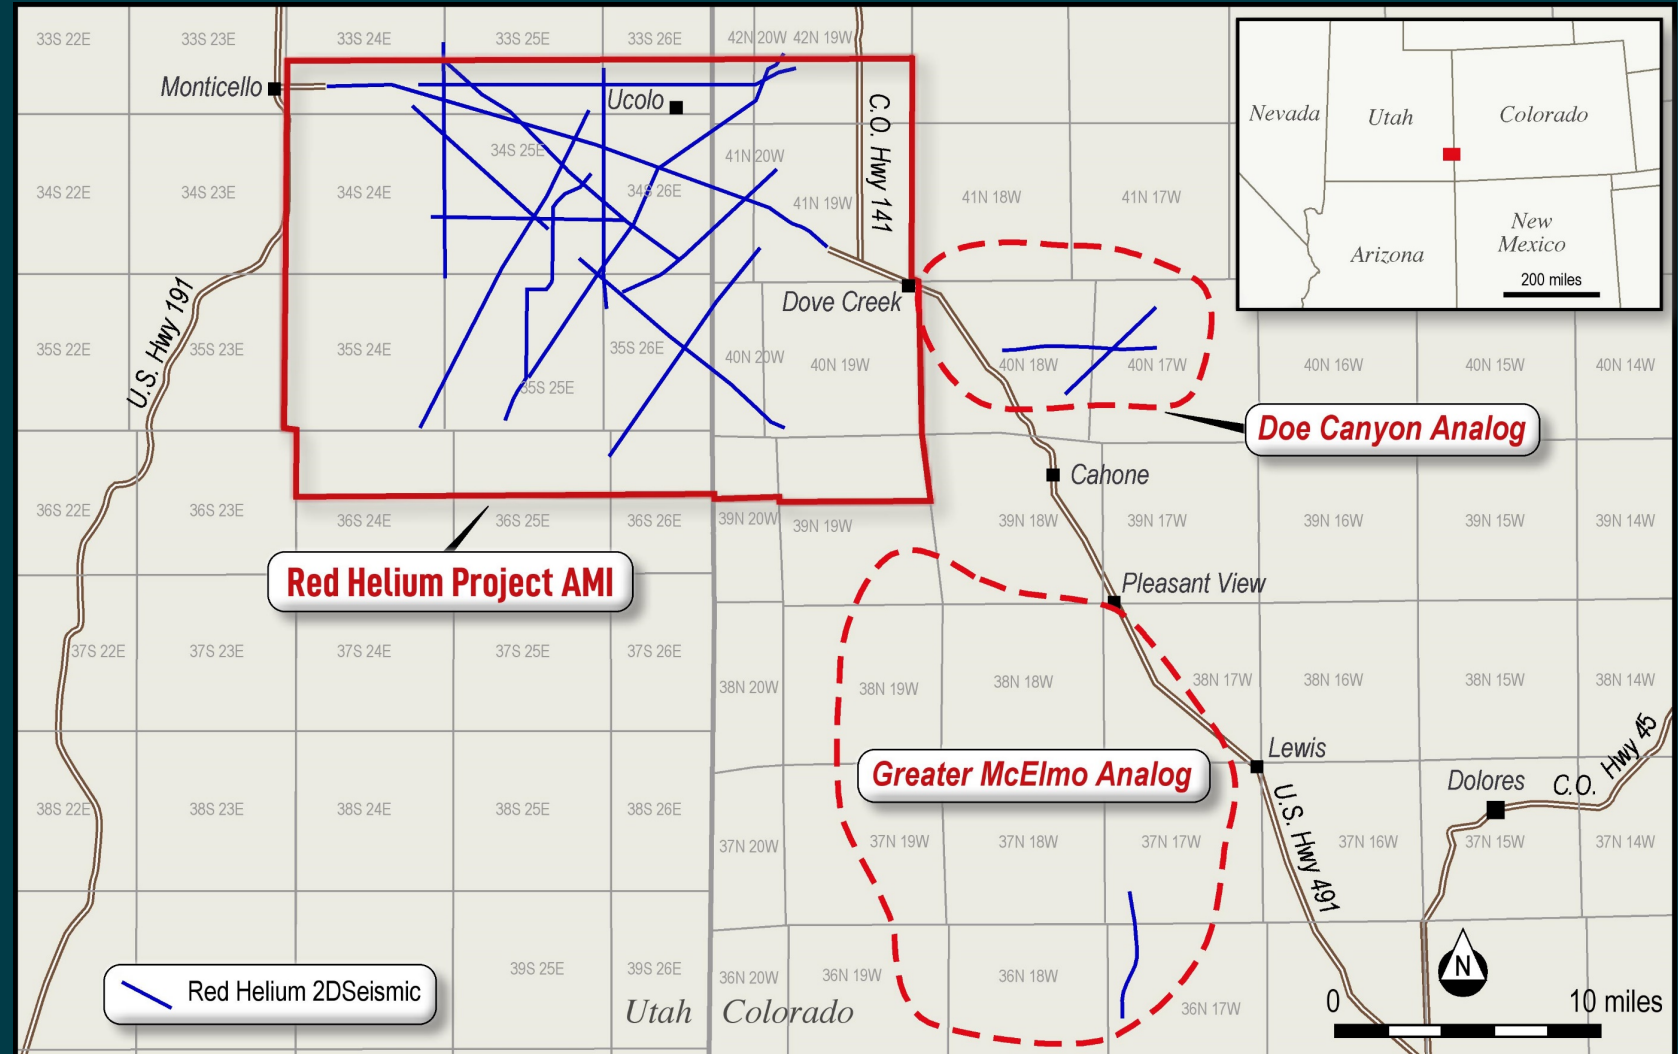 33S 22E
33S 23E
33S 24E
33S 25E
33S 26E
42N 20W
42N 19W
Monticello
Ucolo
C.O. Hwy 141
34S 25E
41N 20W
34S 22E
34S 23E
34S 24E
34S 26E
41N 19W
41N 18W
41N 17W
Nevada
Utah
Colorado
Arizona
New
Mexico
200 miles
U.S. Hwy 191
Dove Creek
35S 22E
35S 23E
35S 24E
35S 26E
40N 20W
40N 19W
40N 18W
40N 17W
40N 16W
40N 15W
40N 14W
35S 25E
Doe Canyon Analog
Cahone
36S 22E
36S 23E
36S 24E
36S 25E
36S 26E
39N 20W
39N 19W
39N 18W
39N 17W
39N 16W
39N 15W
39N 14W
Red Helium Project AMI
Pleasant View
37S 22E
37S 23E
37S 24E
37S 25E
37S 26E
38N 20W
38N 19W
38N 18W
38N 17W
38N 16W
38N 15W
38N 14W
Greater McElmo Analog
Lewis
Dolores
C.O. Hwy 45
38S 22E
38S 23E
38S 24E
38S 25E
38S 26E
37N 20W
37N 19W
37N 18W
37N 17W
U.S. Hwy 491
37N 16W
37N 15W
37N 14W
39S 25E
39S 26E
36N 20W
36N 19W
36N 18W
36N 17W
Red Helium 2DSeismic
Utah
Colorado
N
0
10 miles